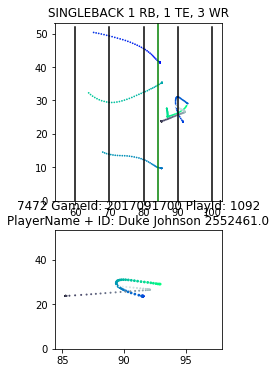 SINGLEBACK 1 RB, 1 TE, 3 WR
50
40
30
20
10
0
60 70 80 90 100
7472 GameId: 2017091700 PlayId: 1092
PlayerName + ID: Duke Johnson 2552461.0
40
20
0
85 90 95